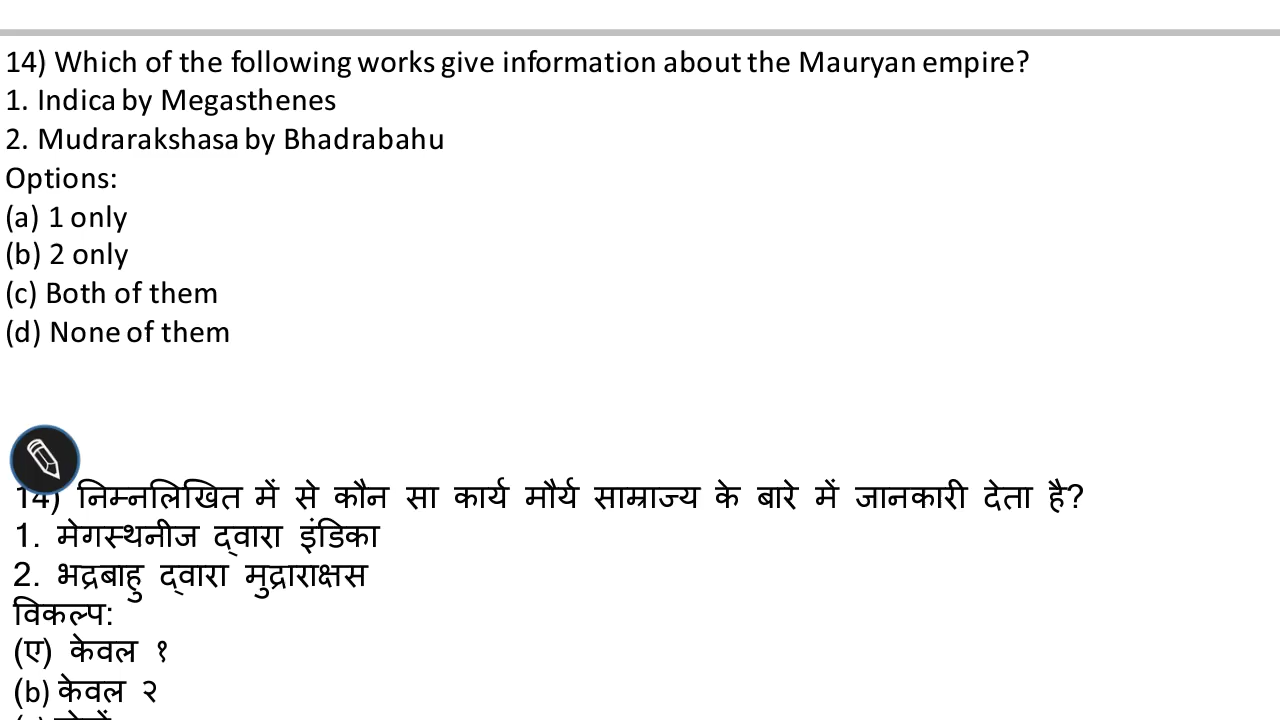 14) Which of the following works give information about the Mauryan empire?
1. Indica by Megasthenes
2. Mudrarakshasa by Bhadrabahu
Options:
(a) 1 only
(b) 2 only
(c) Both of them
(d) None of them
14) निम्नलिखित में से कौन सा कार्य मौर्य साम्राज्य के बारे में जानकारी देता है?
1. मेगस्थनीज द्वारा इंडिका
2. भद्रबाहु द्वारा मुद्राराक्षस
विकल्प:
(ए) केवल १
(b) केवल २